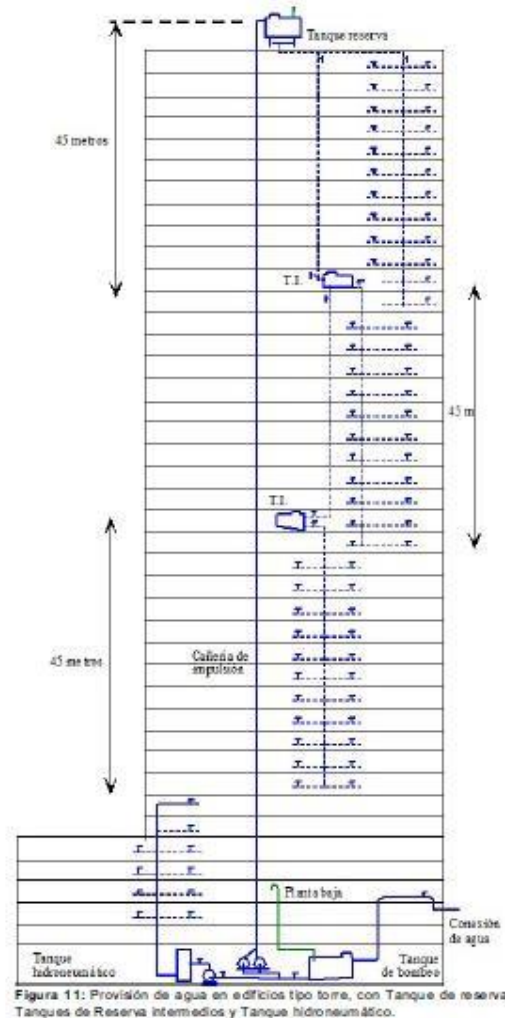 Tanque reserva
45 metros
T.I.
45 m
T.I.
45 metros
Cañería de
impulsión
Planta baja
Conexión
de agua
Tanque
hidroneumático
Tanque
de bombeo
Figura 11: Provisión de agua en edificios tipo torre, con Tanque de reserva
Tanques de Reserva intermedios y Tanque hidroneumático.